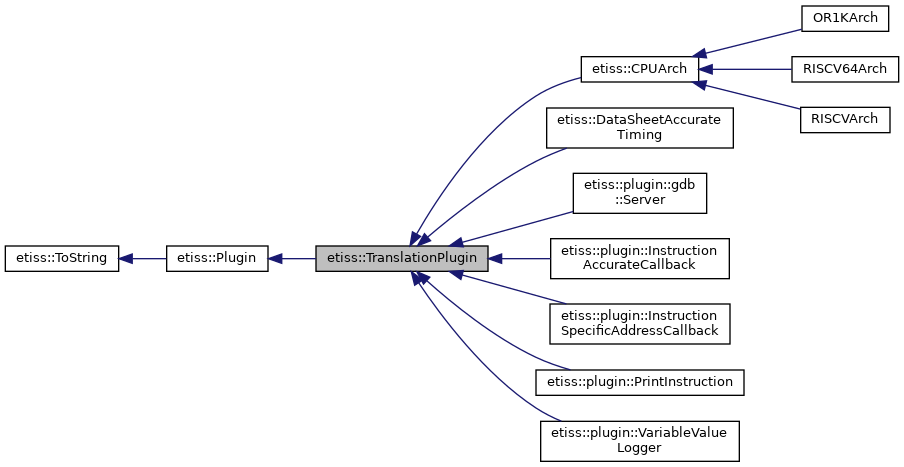 OR1KArch
etiss::CPUArch
RISCV64Arch
RISCVArch
etiss::DataSheetAccurate
Timing
etiss::plugin::gdb
::Server
etiss::ToString
etiss::Plugin
etiss::TranslationPlugin
etiss::plugin::Instruction
AccurateCallback
etiss::plugin::Instruction
SpecificAddressCallback
etiss::plugin::PrintInstruction
etiss::plugin::VariableValue
Logger